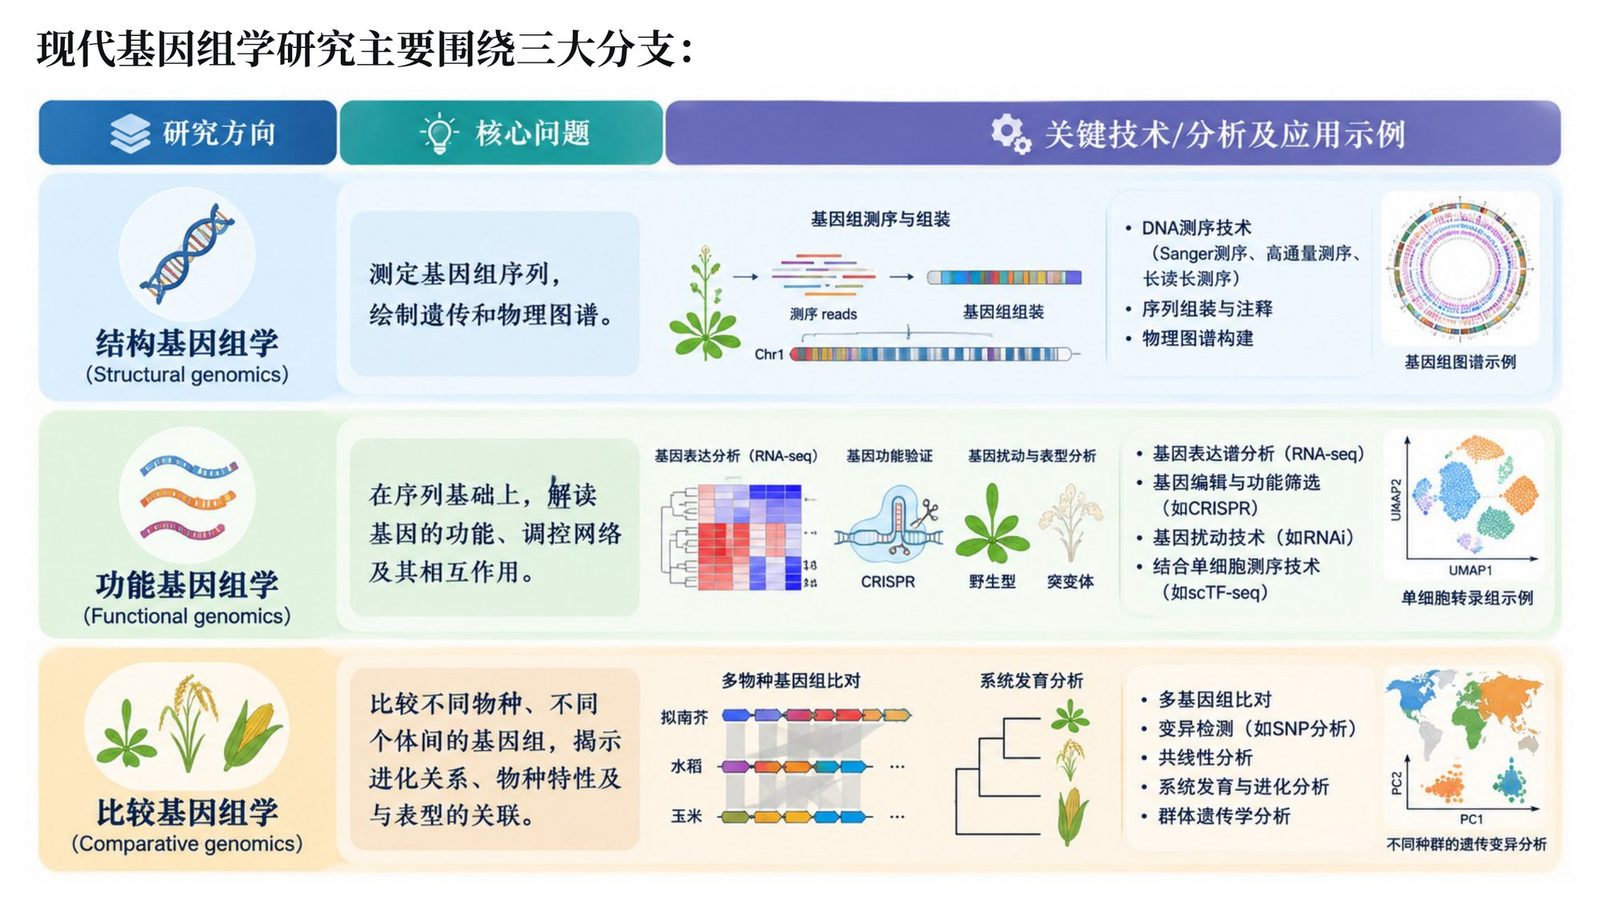 现代基因组学研究主要围绕三大分支：
研究方向
核心问题
关键技术/分析及应用示例
结构基因组学
（Structural genomics）
测定基因组序列，
绘制遗传和物理图谱。
基因组测序与组装
测序 reads
基因组组装
Chr1
• DNA测序技术
（Sanger测序、高通量测序、
长读长测序）
• 序列组装与注释
• 物理图谱构建
基因组图谱示例
功能基因组学
（Functional genomics）
在序列基础上，解读
基因的功能、调控网络
及其相互作用。
基因表达分析（RNA-seq）
基因功能验证
CRISPR
基因扰动与表型分析
野生型
突变体
• 基因表达谱分析（RNA-seq）
• 基因编辑与功能筛选
（如CRISPR）
• 基因扰动技术（如RNAi）
• 结合单细胞测序技术
（如scTF-seq）
UMAP2
UMAP1
单细胞转录组示例
比较基因组学
（Comparative genomics）
比较不同物种、不同
个体间的基因组，揭示
进化关系、物种特性及
与表型的关联。
多物种基因组比对
拟南芥
水稻
...
玉米
...
系统发育分析
• 多基因组比对
• 变异检测（如SNP分析）
• 共线性分析
• 系统发育与进化分析
• 群体遗传学分析
PC2
PC1
不同种群的遗传变异分析